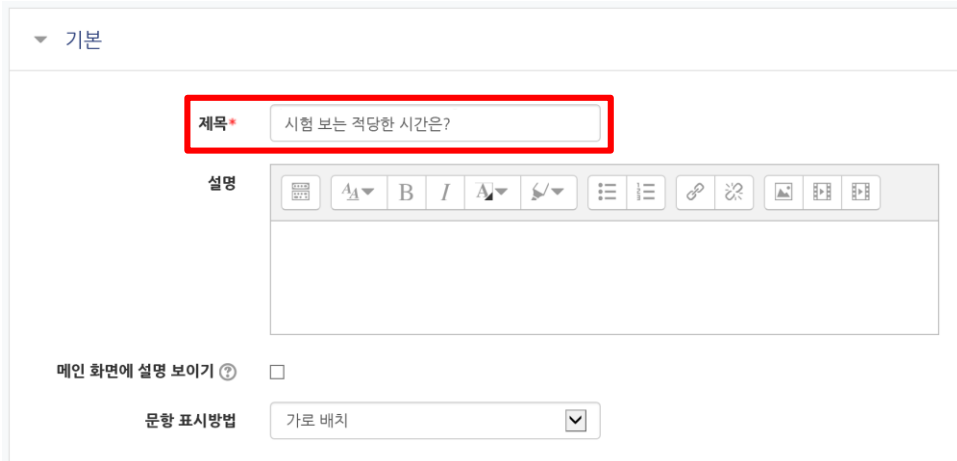 기본
제목*
시험 보는 적당한 시간은?
설명
메인 화면에 설명 보이기
문항 표시방법
가로 배치